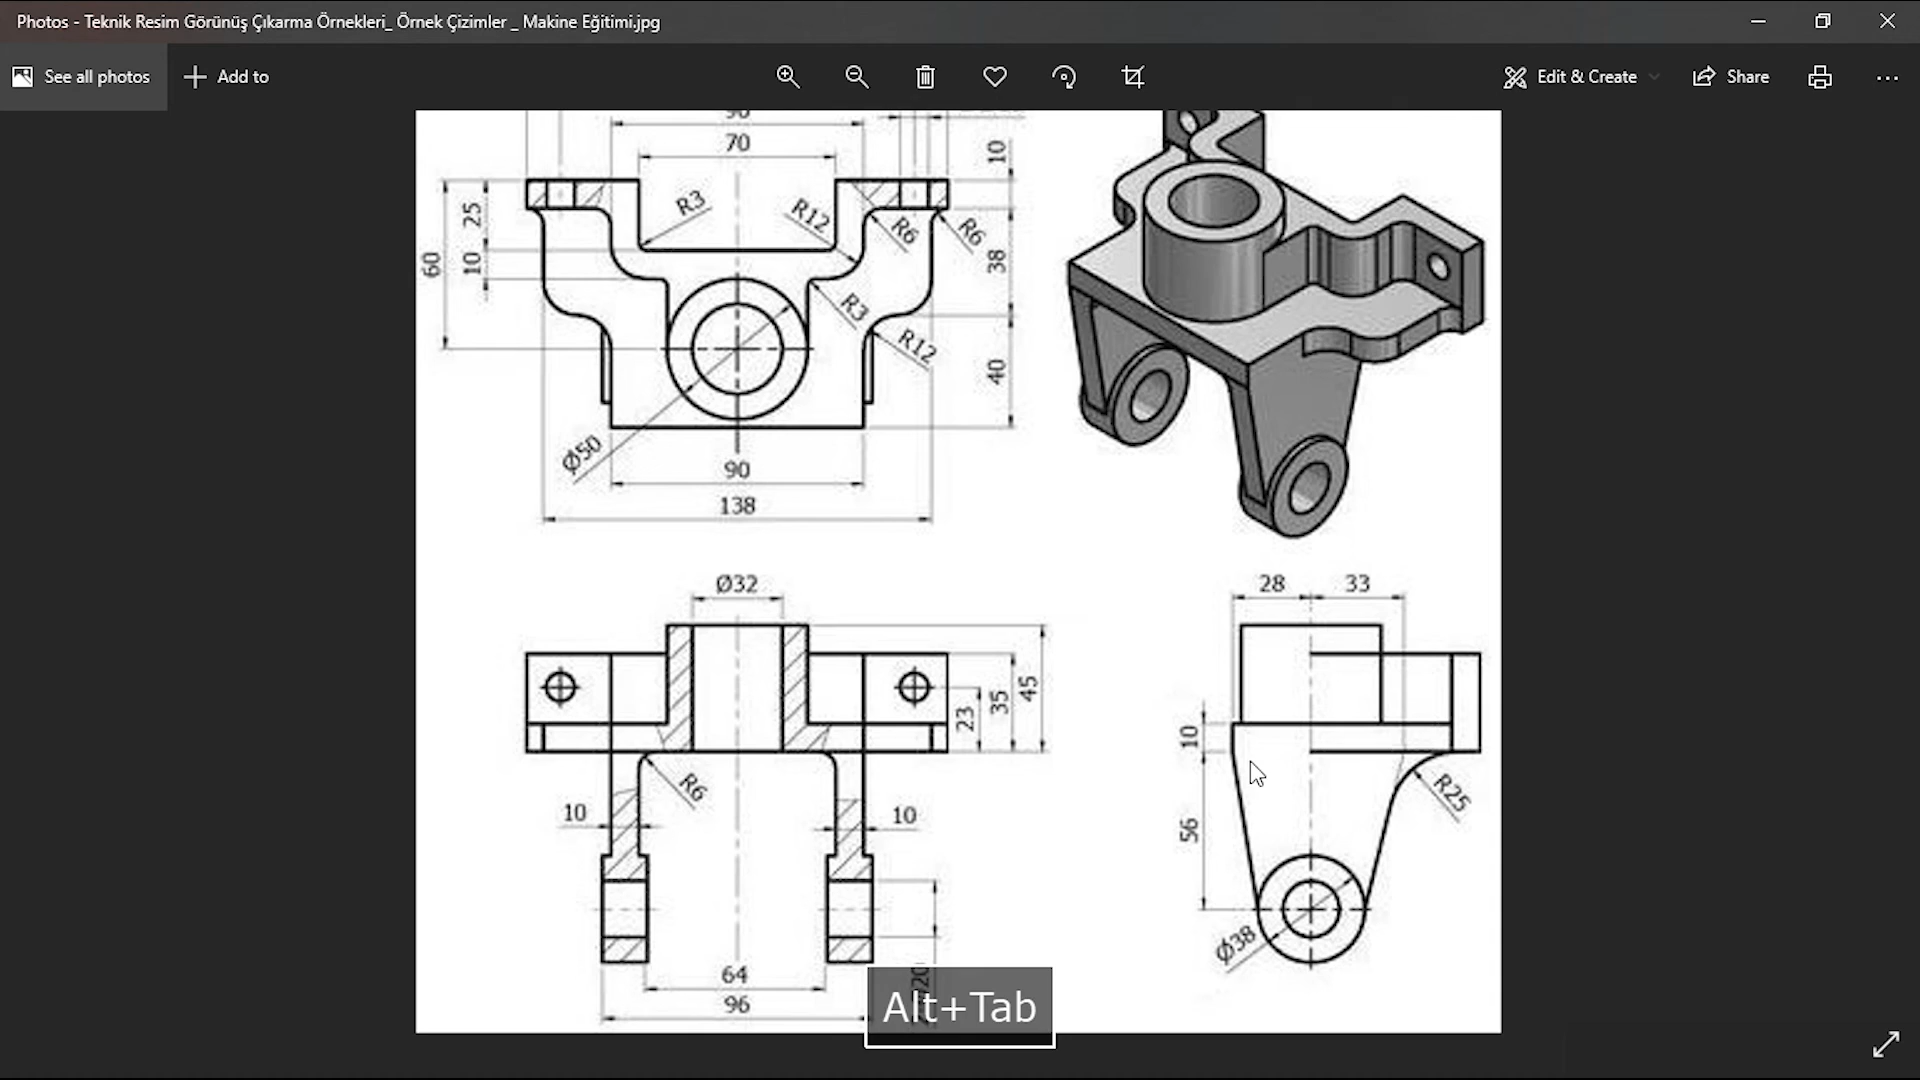 Photos - Teknik Resim Görünüş Çıkarma Örnekleri_ Örnek Çizimler _ Makine Eğitimi.jpg
See all photos
Add to
Edit & Create
Share
70
10
25
R3
R12
R6
R6
60
10
38
R3
R12
40
Ø50
90
138
Ø32
28
33
23
35
45
10
R6
R25
10
10
56
Ø38
64
96
Alt+Tab